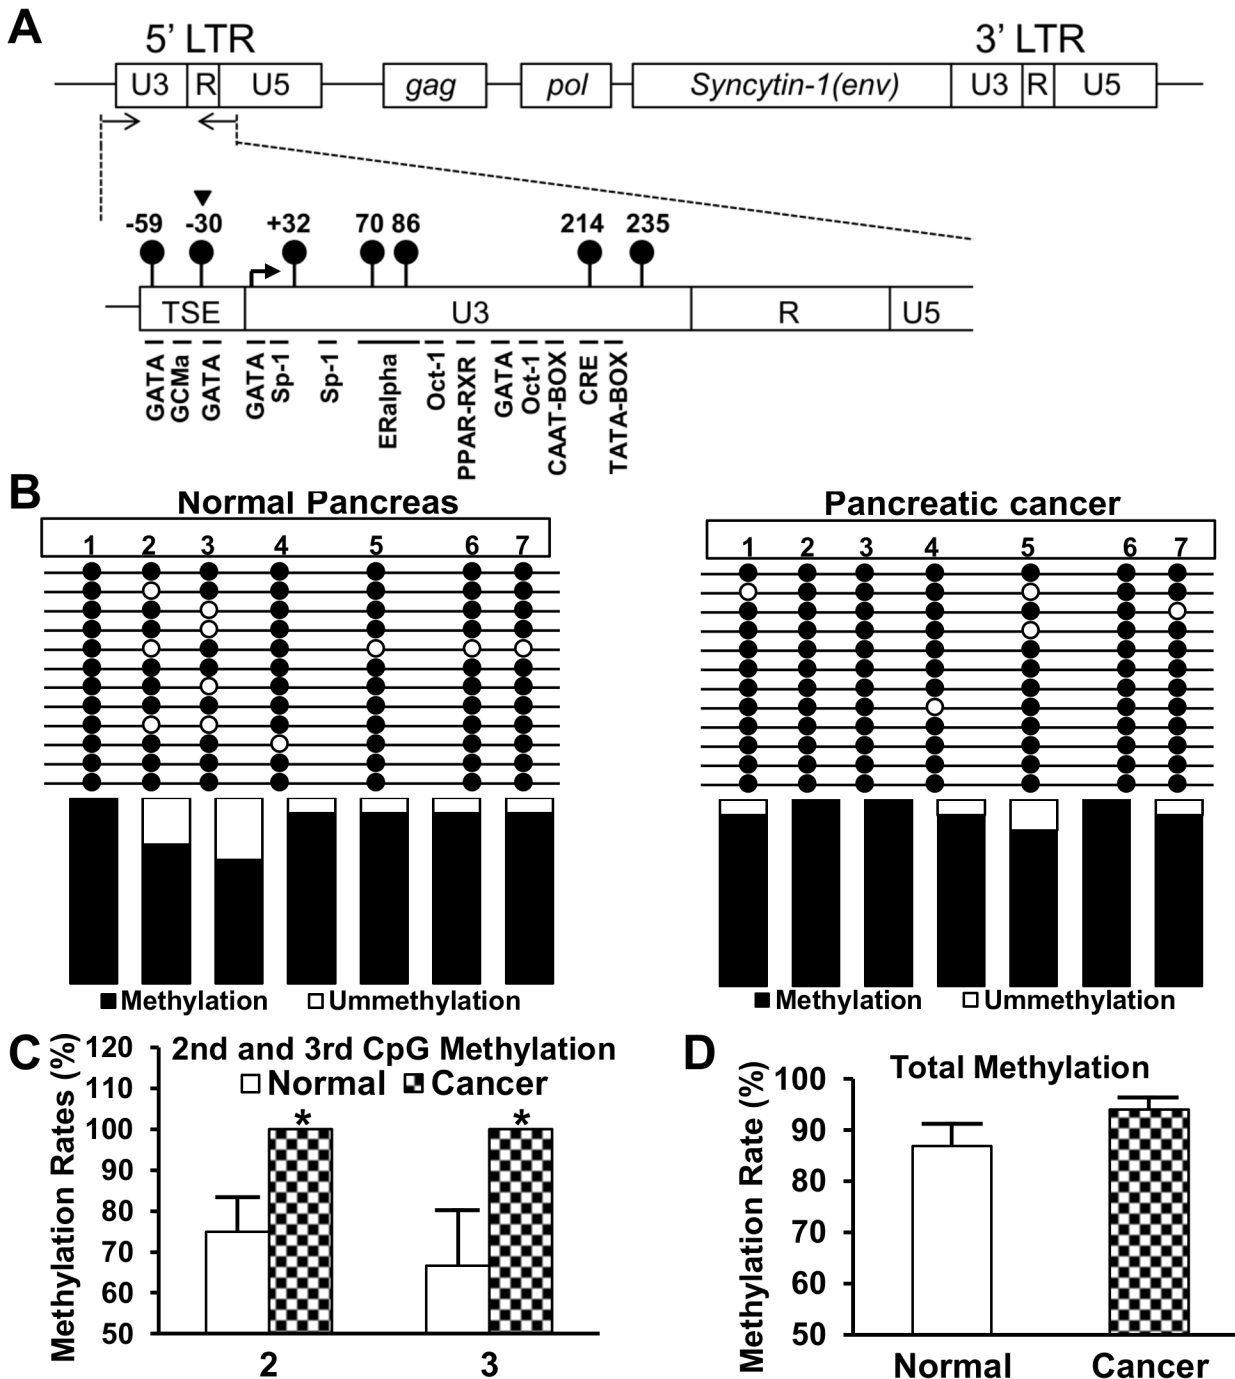 A
5’ LTR
3’ LTR
U3 R U5 gag pol Syncytin-1(env) U3 R U5
-59 -30 +32 70 86 214 235
TSE U3 R U5
GATA GCMa GATA GATA Sp-1 Sp-1 ERalpha Oct-1 PPAR-RXR GATA Oct-1 CAAT-BOX CRE TATA-BOX
B
Normal Pancreas
1 2 3 4 5 6 7
Methylation Ummethylation
Pancreatic cancer
1 2 3 4 5 6 7
Methylation Ummethylation
C
2nd and 3rd CpG Methylation
Normal Cancer
Methylation Rates (%)
120
110
100
90
80
70
60
50
* *
2 3
D
Total Methylation
Methylation Rate (%)
100
90
80
70
60
50
Normal Cancer